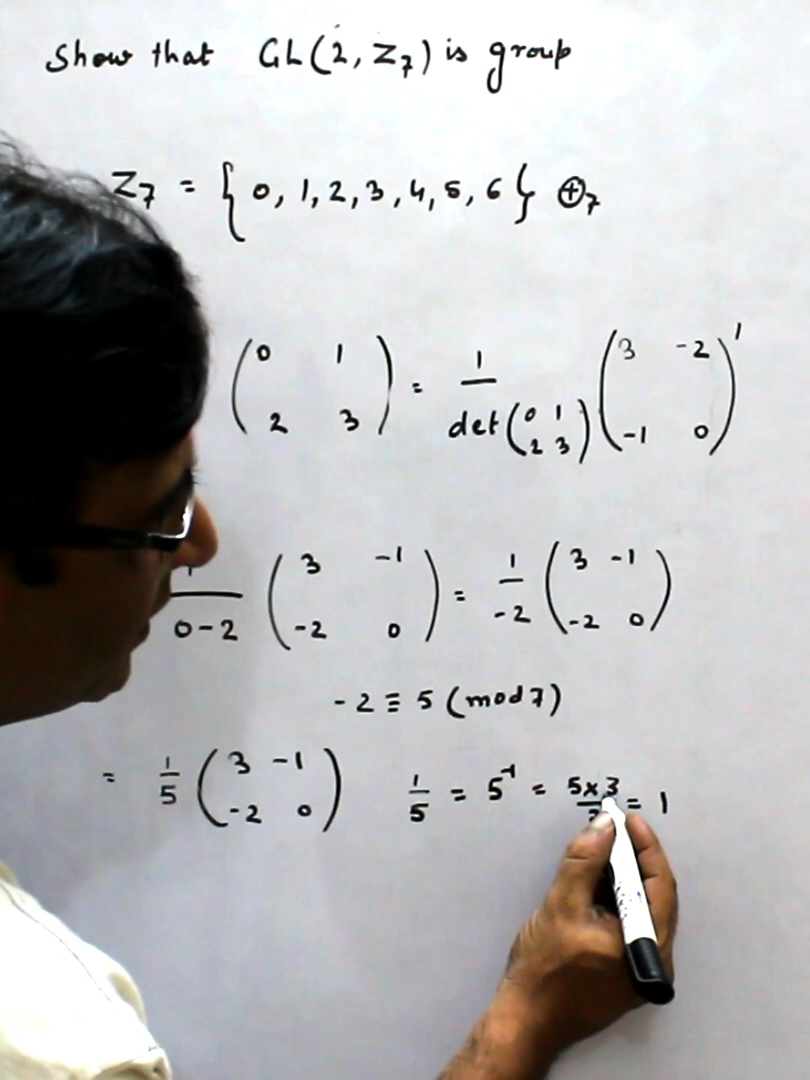 Show that GL(2, Z₇) is group
Z₇ = { 0, 1, 2, 3, 4, 5, 6 } ⊕₇
( 0 1 ; 2 3 ) = 1 / det ( 0 1 ; 2 3 ) ( 3 -2 ; -1 0 )'
/ 0-2 ( 3 -1 ; -2 0 ) = 1 / -2 ( 3 -1 ; -2 0 )
-2 ≡ 5 (mod 7)
= 1/5 ( 3 -1 ; -2 0 ) 1/5 = 5⁻¹ = 5×3 / = 1